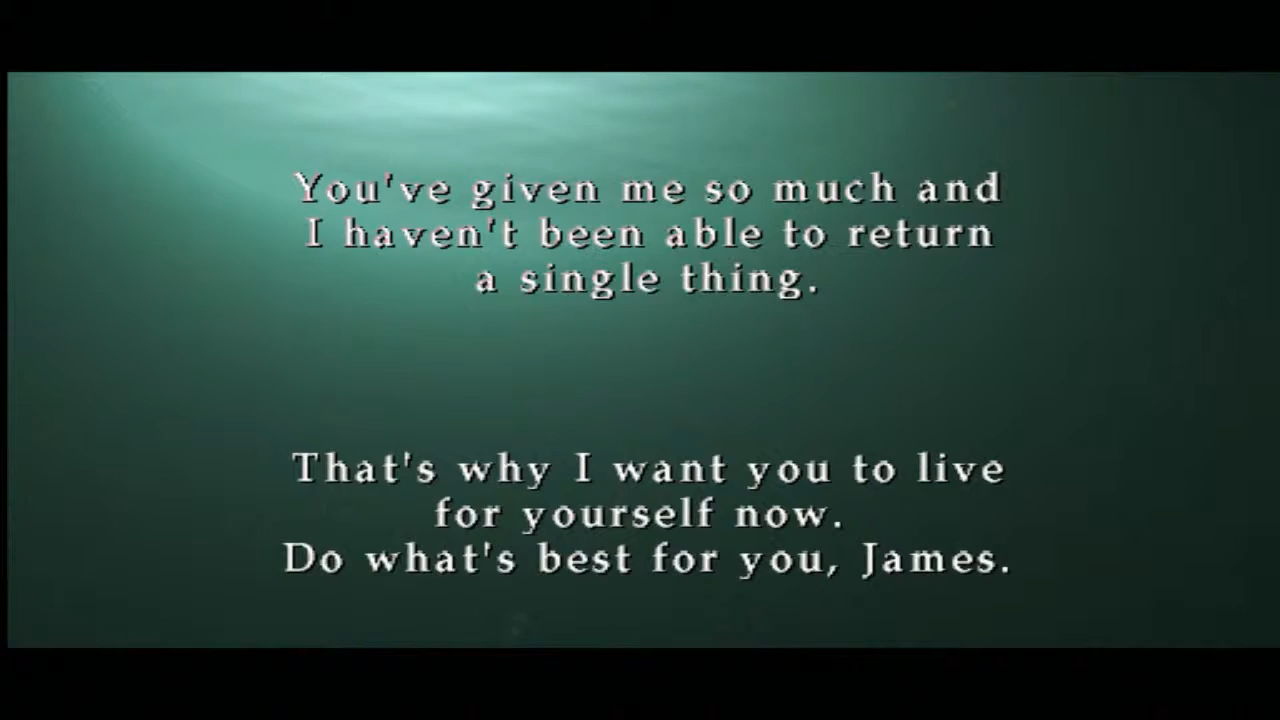 You've given me so much and
I haven't been able to return
a single thing.
That's why I want you to live
for yourself now.
Do what's best for you, James.